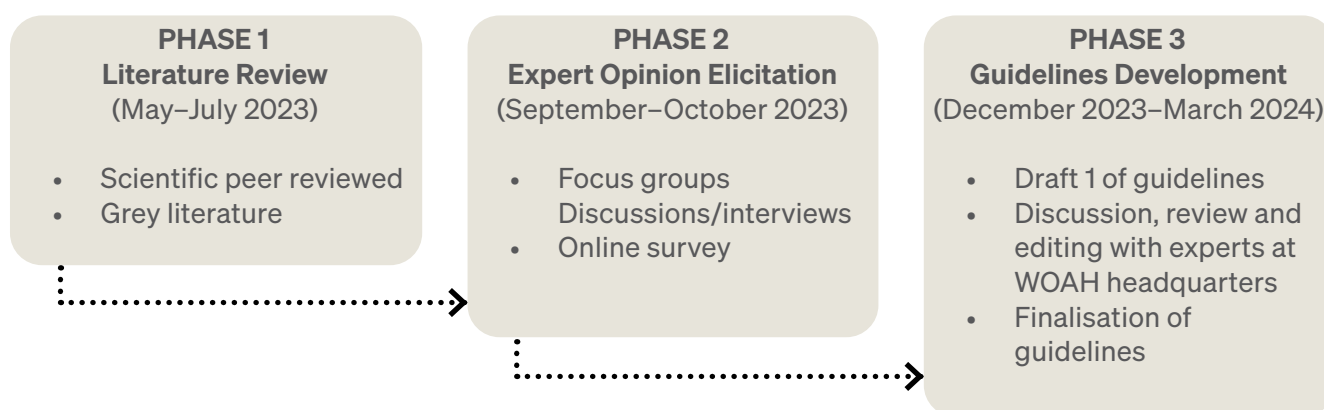 PHASE 1
Literature Review
(May–July 2023)
• Scientific peer reviewed
• Grey literature
PHASE 2
Expert Opinion Elicitation
(September–October 2023)
• Focus groups
Discussions/interviews
• Online survey
PHASE 3
Guidelines Development
(December 2023–March 2024)
• Draft 1 of guidelines
• Discussion, review and
editing with experts at
WOAH headquarters
• Finalisation of
guidelines